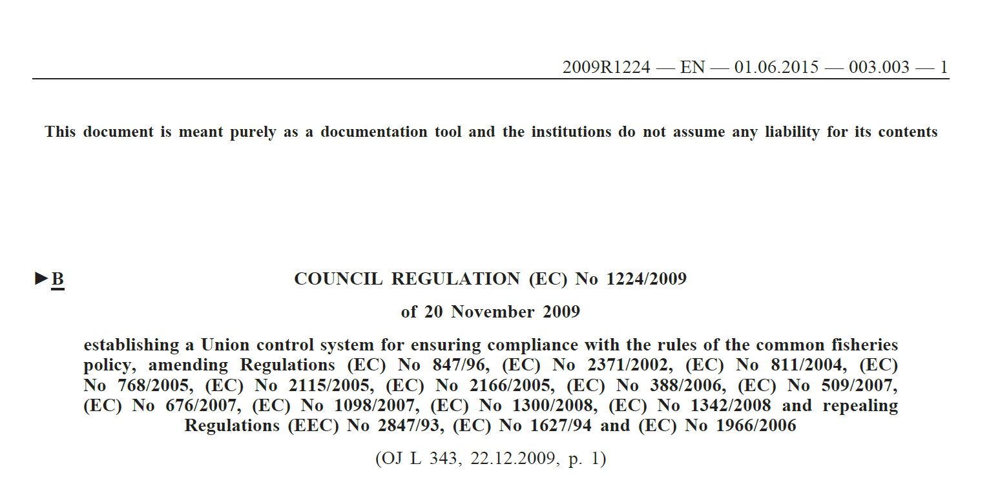 2009R1224 — EN — 01.06.2015 — 003.003 — 1
This document is meant purely as a documentation tool and the institutions do not assume any liability for its contents
►B COUNCIL REGULATION (EC) No 1224/2009
of 20 November 2009
establishing a Union control system for ensuring compliance with the rules of the common fisheries
policy, amending Regulations (EC) No 847/96, (EC) No 2371/2002, (EC) No 811/2004, (EC)
No 768/2005, (EC) No 2115/2005, (EC) No 2166/2005, (EC) No 388/2006, (EC) No 509/2007,
(EC) No 676/2007, (EC) No 1098/2007, (EC) No 1300/2008, (EC) No 1342/2008 and repealing
Regulations (EEC) No 2847/93, (EC) No 1627/94 and (EC) No 1966/2006
(OJ L 343, 22.12.2009, p. 1)